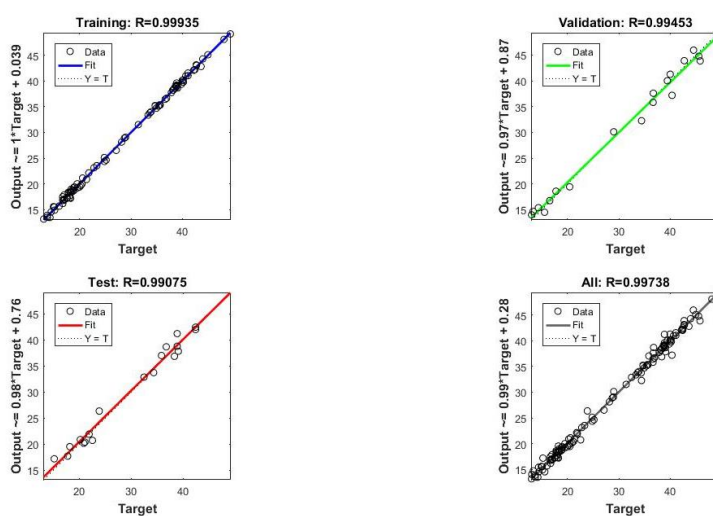 Training: R=0.99935
Output ~= 1*Target + 0.039
45
40
35
30
25
20
15
Data
Fit
Y = T
20
40
Target
Validation: R=0.99453
Output ~= 0.97*Target + 0.87
45
40
35
30
25
20
15
Data
Fit
Y = T
20
30
40
Target
Test: R=0.99075
Output ~= 0.98*Target + 0.76
45
40
35
30
25
20
15
Data
Fit
Y = T
20
30
40
Target
All: R=0.99738
Output ~= 0.99*Target + 0.28
45
40
35
30
25
20
15
Data
Fit
Y = T
20
30
40
Target